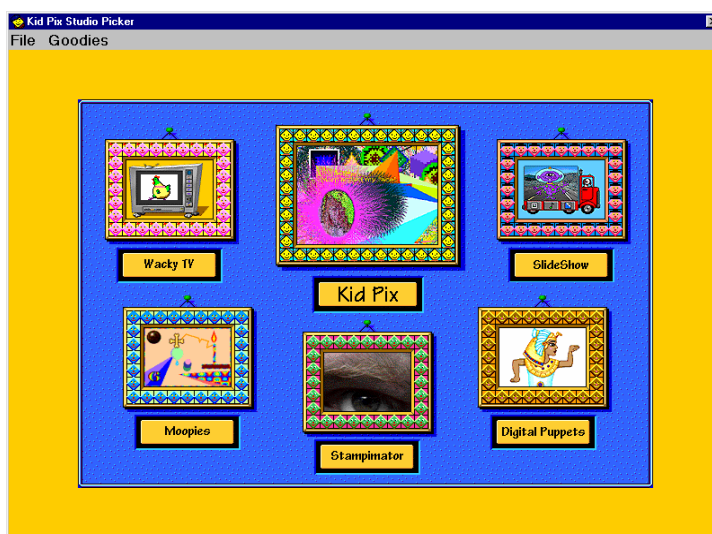 Kid Pix Studio Picker
File Goodies
Wacky TV
Kid Pix
SlideShow
Moopies
Stampimator
Digital Puppets